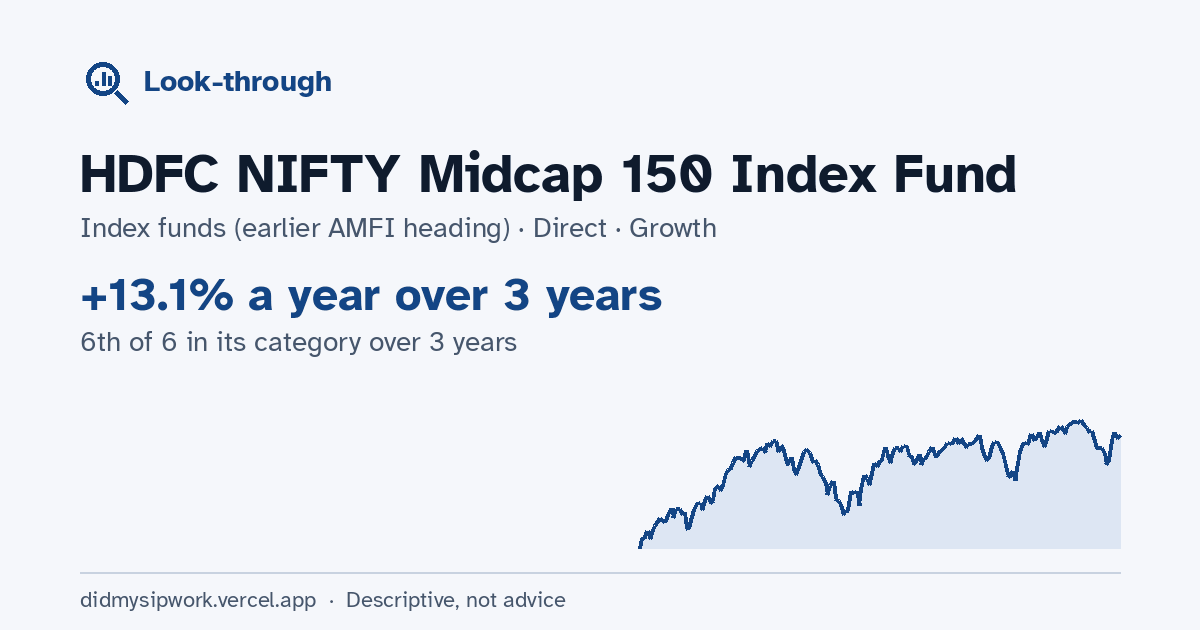 Look-through
HDFC NIFTY Midcap 150 Index Fund
Index funds (earlier AMFI heading) · Direct · Growth
+13.1% a year over 3 years
6th of 6 in its category over 3 years
didmysipwork.vercel.app · Descriptive, not advice